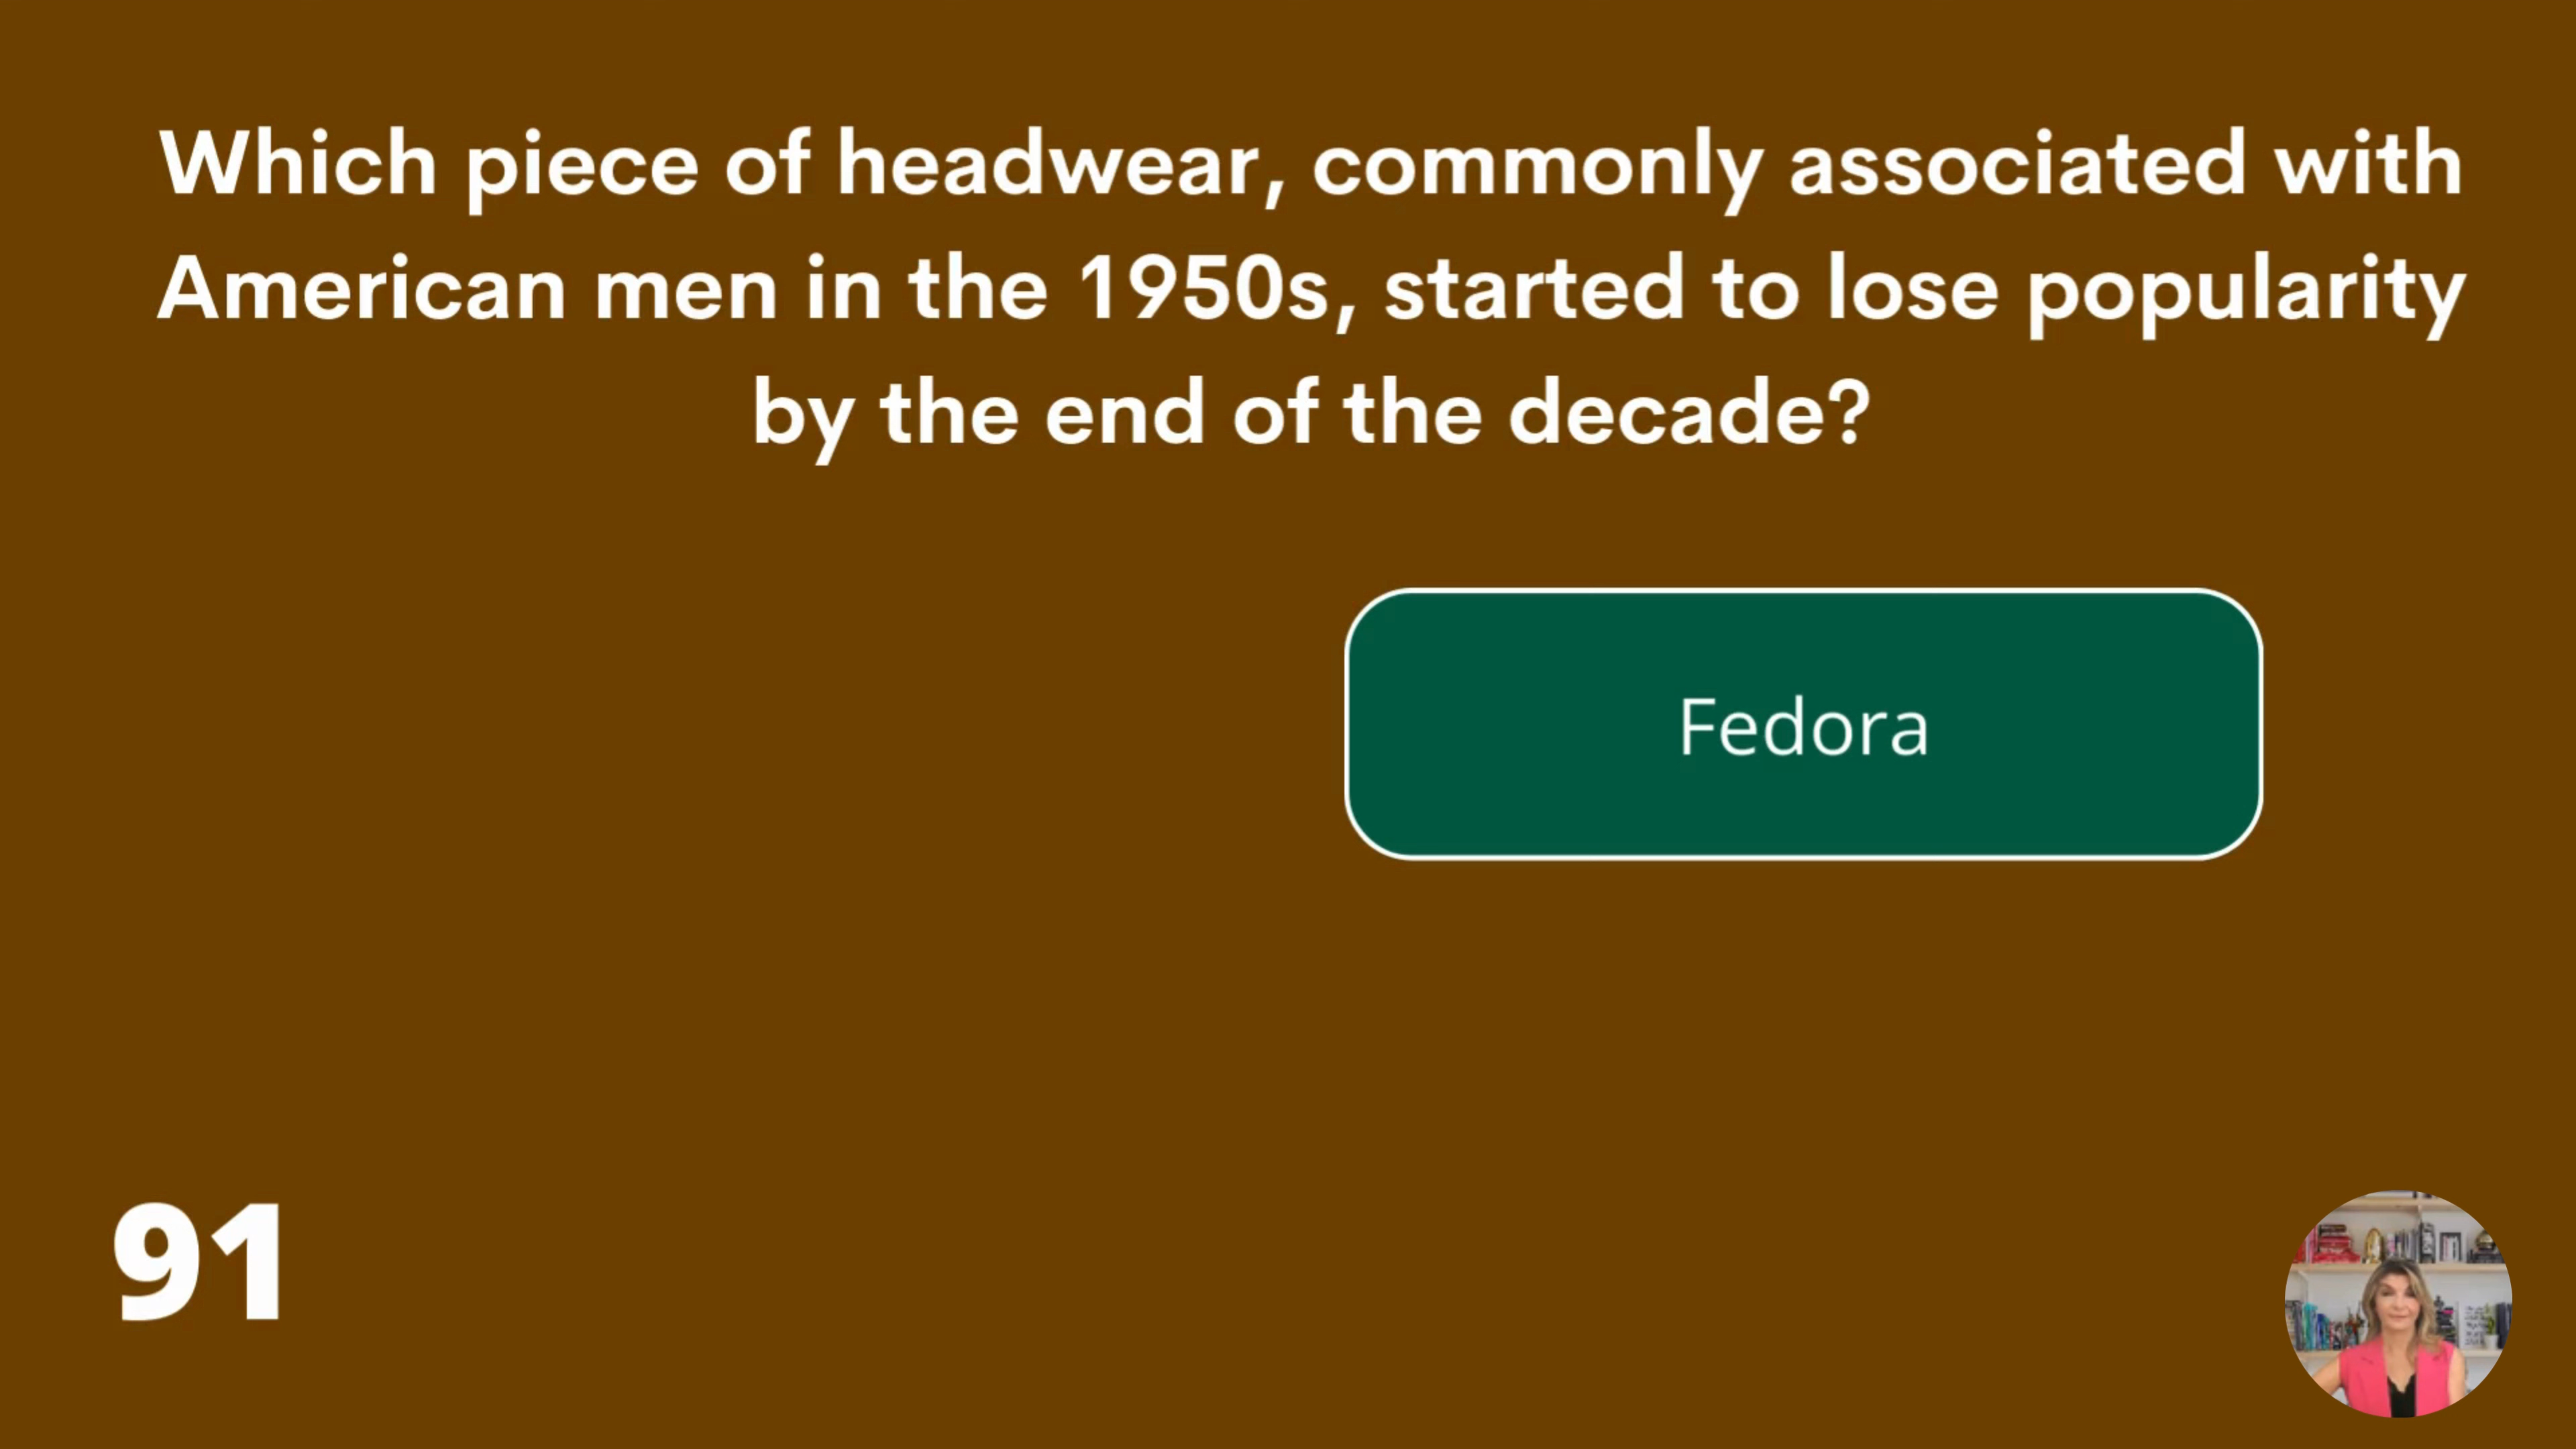 Which piece of headwear, commonly associated with
American men in the 1950s, started to lose popularity
by the end of the decade?
Fedora
91